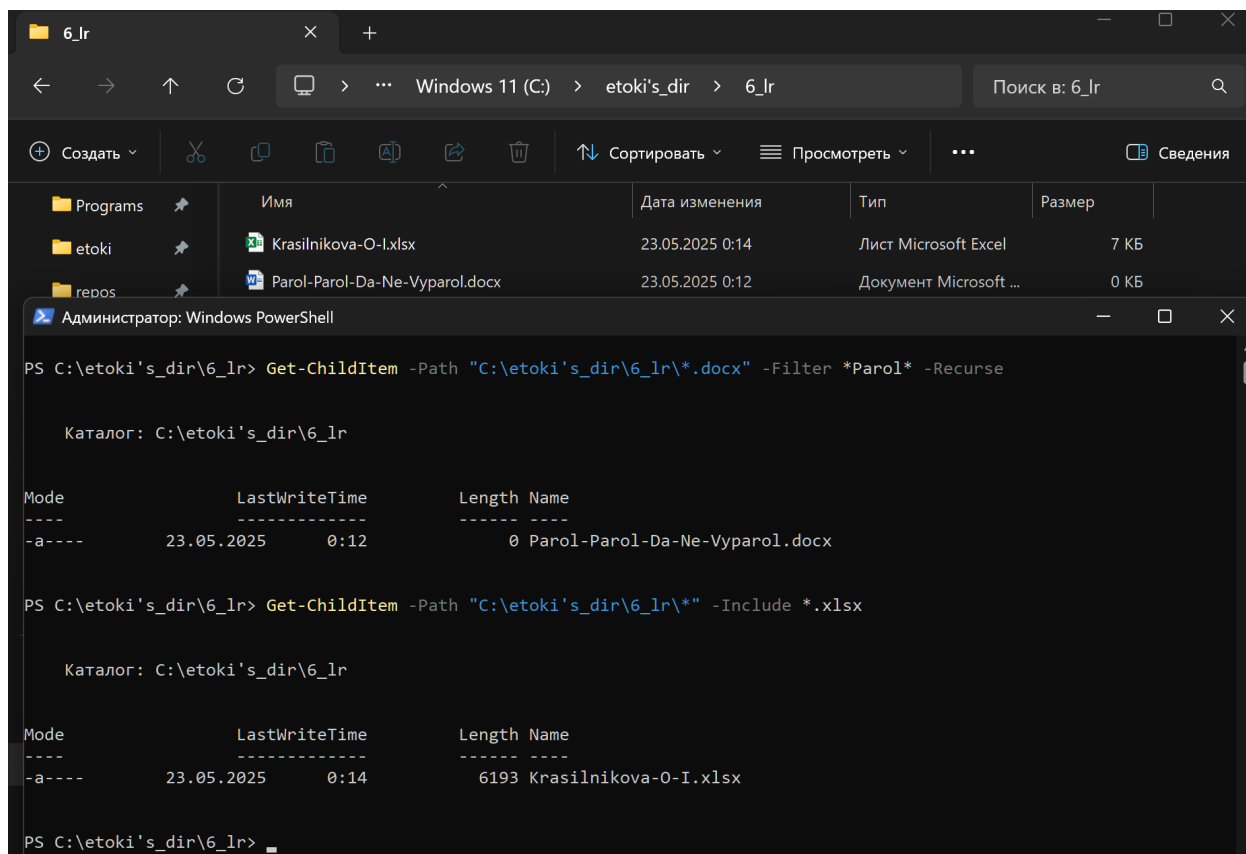 6_lr
Windows 11 (C:) etoki's_dir 6_lr Поиск в: 6_lr
Создать Сортировать Просмотреть Сведения
Programs Имя Дата изменения Тип Размер
etoki Krasilnikova-O-I.xlsx 23.05.2025 0:14 Лист Microsoft Excel 7 КБ
repos Parol-Parol-Da-Ne-Vyparol.docx 23.05.2025 0:12 Документ Microsoft ... 0 КБ
Администратор: Windows PowerShell
PS C:\etoki's_dir\6_lr> Get-ChildItem -Path "C:\etoki's_dir\6_lr\*.docx" -Filter *Parol* -Recurse
Каталог: C:\etoki's_dir\6_lr
Mode LastWriteTime Length Name
---- ------------- ------ ----
-a---- 23.05.2025 0:12 0 Parol-Parol-Da-Ne-Vyparol.docx
PS C:\etoki's_dir\6_lr> Get-ChildItem -Path "C:\etoki's_dir\6_lr\*" -Include *.xlsx
Каталог: C:\etoki's_dir\6_lr
Mode LastWriteTime Length Name
---- ------------- ------ ----
-a---- 23.05.2025 0:14 6193 Krasilnikova-O-I.xlsx
PS C:\etoki's_dir\6_lr>